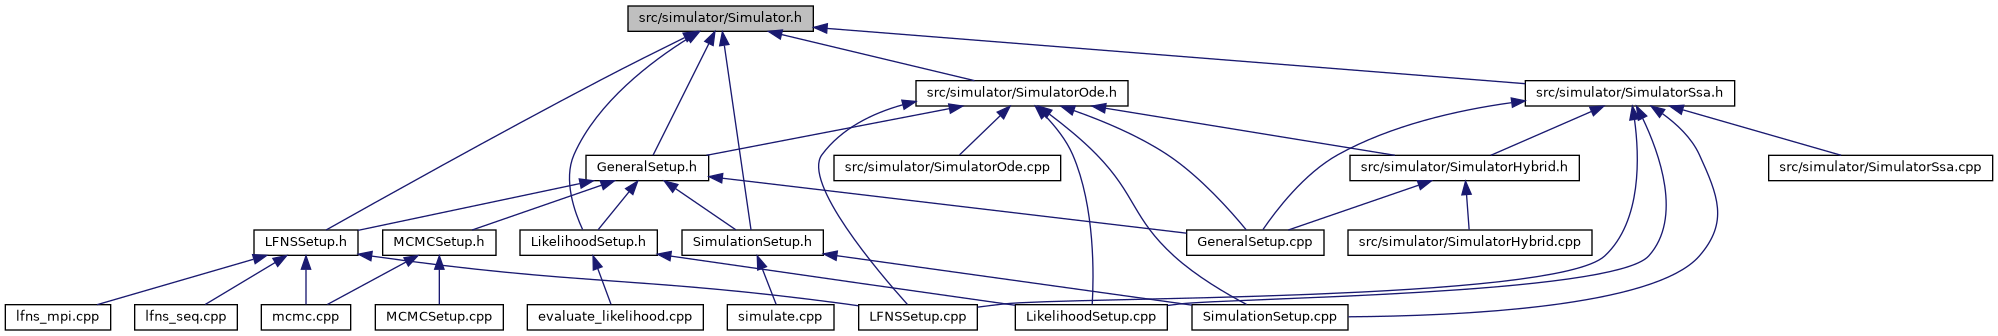 src/simulator/Simulator.h
src/simulator/SimulatorOde.h
src/simulator/SimulatorSsa.h
GeneralSetup.h
src/simulator/SimulatorOde.cpp
src/simulator/SimulatorHybrid.h
src/simulator/SimulatorSsa.cpp
LFNSSetup.h
MCMCSetup.h
LikelihoodSetup.h
SimulationSetup.h
GeneralSetup.cpp
src/simulator/SimulatorHybrid.cpp
lfns_mpi.cpp
lfns_seq.cpp
mcmc.cpp
MCMCSetup.cpp
evaluate_likelihood.cpp
simulate.cpp
LFNSSetup.cpp
LikelihoodSetup.cpp
SimulationSetup.cpp